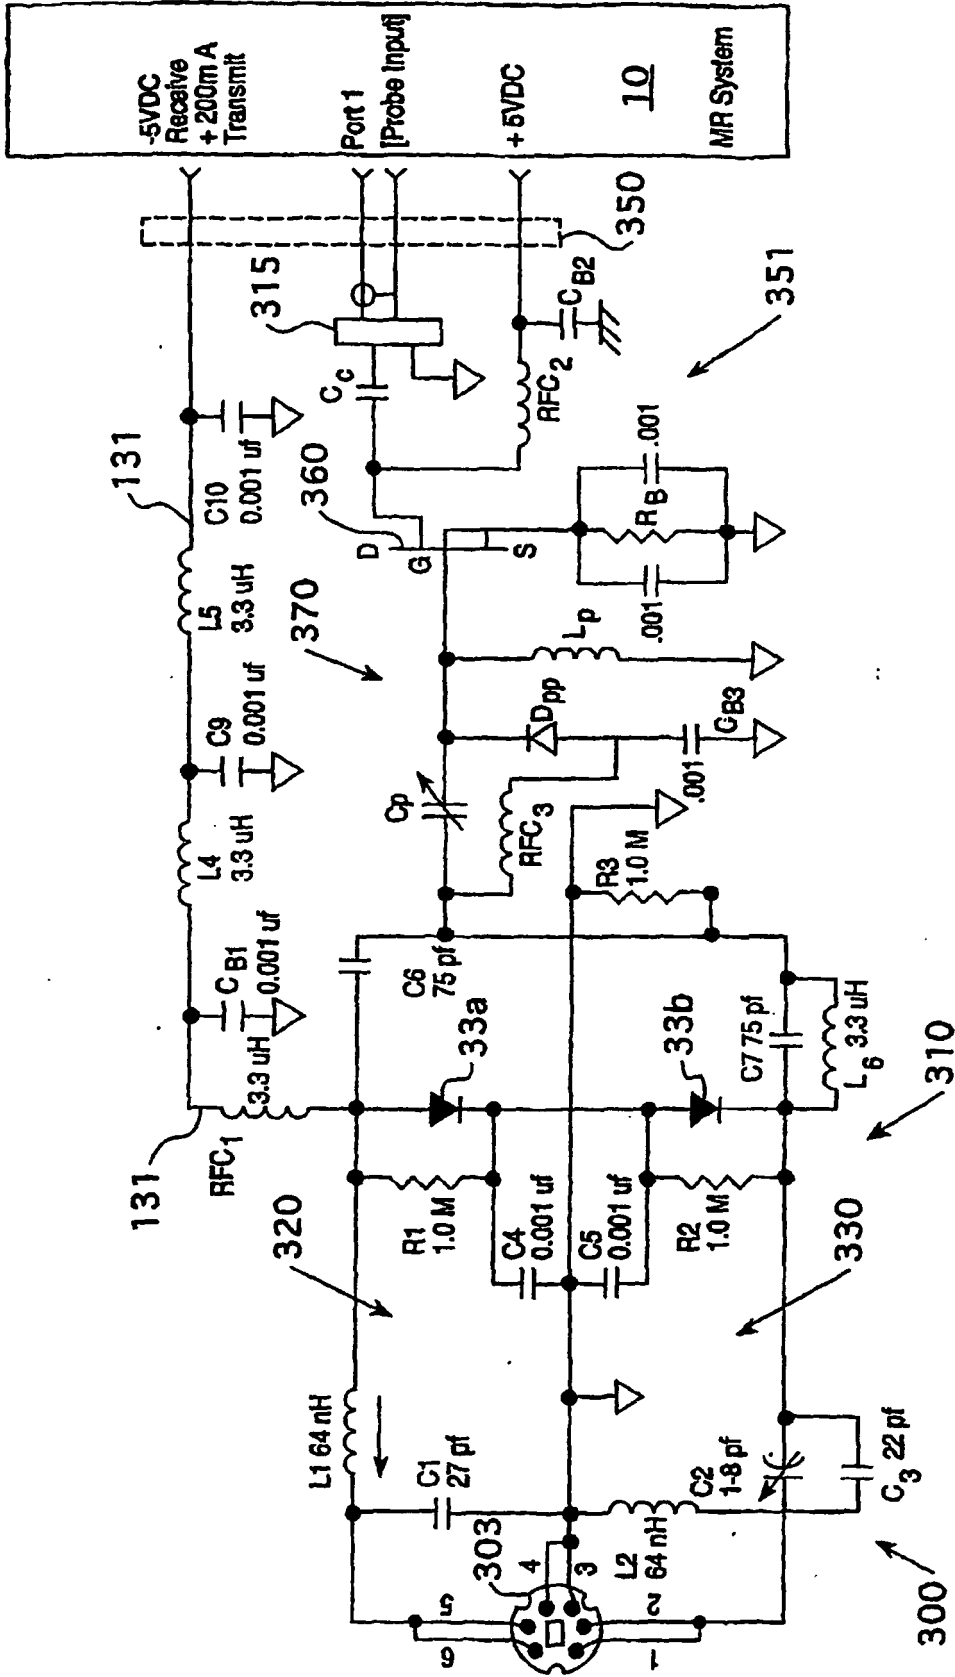 -5VDC
Receive
+ 200m A
Transmit
Port 1
[Probe Input]
+ 5VDC
10
MR System
350
315
351
131
C10
0.001 uf
L5
3.3 uH
C9
0.001 uf
L4
3.3 uH
CB1
0.001 uf
3.3 uH
RFC1
131
Cc
RFC2
CB2
360
D
G
S
370
.001
RB
.001
Lp
Dpp
CB3
.001
Cp
RFC3
R3
1.0 M
C6
75 pf
33a
33b
C7 75 pf
L6 3.3 uH
310
320
R1
1.0 M
C4
0.001 uf
C5
0.001 uf
R2
1.0 M
330
L1 64 nH
C1
27 pf
C2
1-8 pf
C3 22 pf
L2
64 nH
303
4
3
5
6
2
1
300